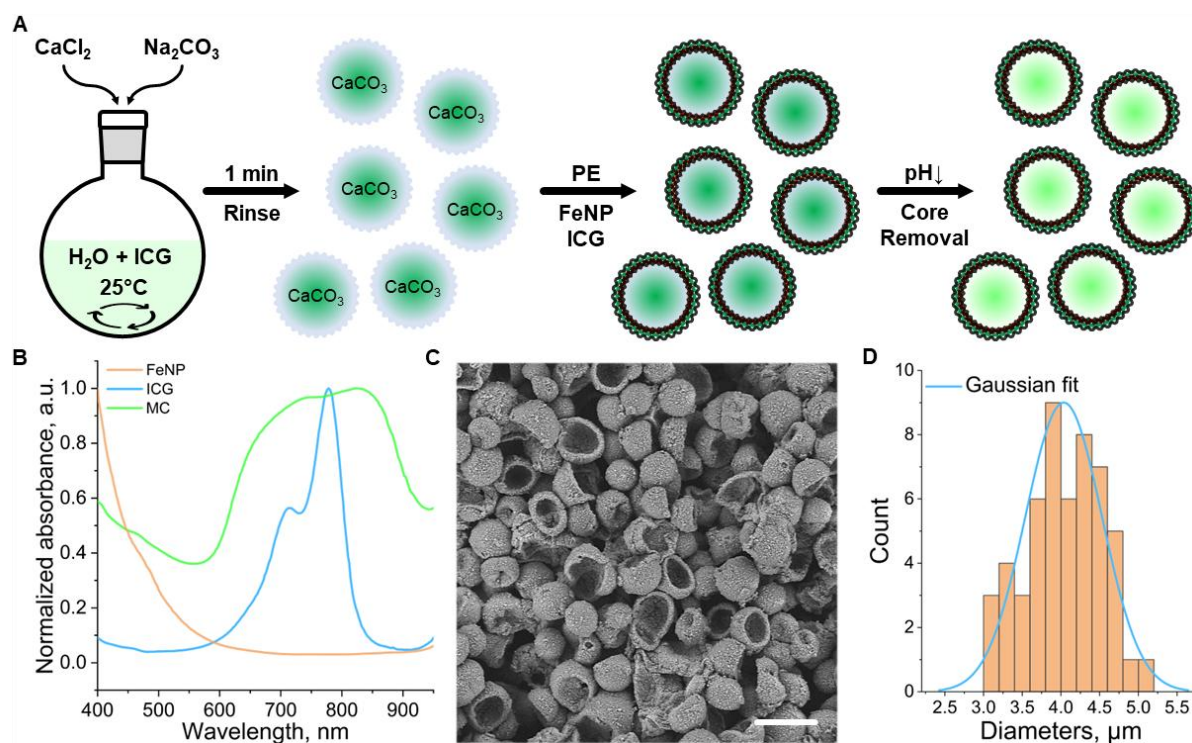 A
CaCl₂
Na₂CO₃
H₂O + ICG
25°C
1 min
Rinse
CaCO₃
CaCO₃
CaCO₃
CaCO₃
CaCO₃
CaCO₃
PE
FeNP
ICG
pH↓
Core
Removal
B
FeNP
ICG
MC
Normalized absorbance, a.u.
1.0
0.8
0.6
0.4
0.2
0.0
400 500 600 700 800 900
Wavelength, nm
C
D
Gaussian fit
Count
10
8
6
4
2
0
2.5 3.0 3.5 4.0 4.5 5.0 5.5
Diameters, µm